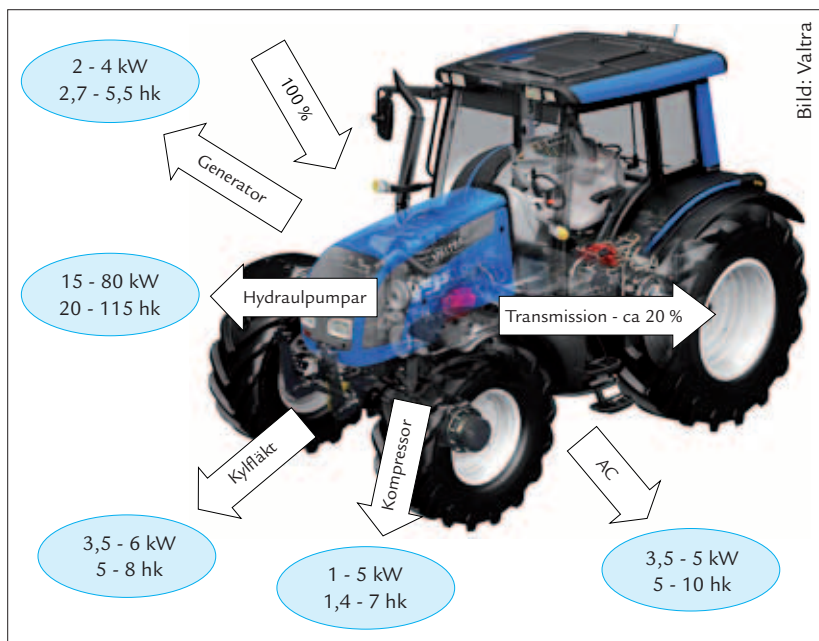 2 - 4 kW
2,7 - 5,5 hk
100 %
Generator
Bild: Valtra
15 - 80 kW
20 - 115 hk
Hydraulpumpar
Transmission - ca 20 %
Kylfläkt
Kompressor
AC
3,5 - 6 kW
5 - 8 hk
1 - 5 kW
1,4 - 7 hk
3,5 - 5 kW
5 - 10 hk